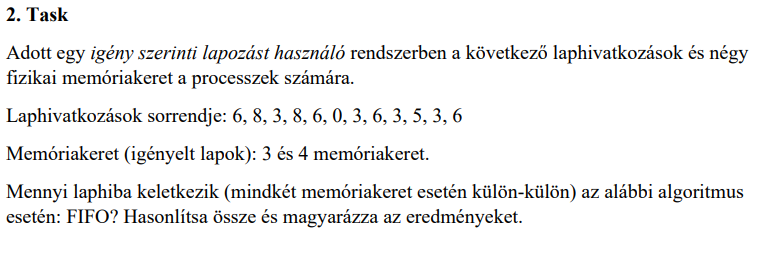 2. Task
Adott egy igény szerinti lapozást használó rendszerben a következő laphivatkozások és négy
fizikai memóriakeret a processzek számára.
Laphivatkozások sorrendje: 6, 8, 3, 8, 6, 0, 3, 6, 3, 5, 3, 6
Memóriakeret (igényelt lapok): 3 és 4 memóriakeret.
Mennyi laphiba keletkezik (mindkét memóriakeret esetén külön-külön) az alábbi algoritmus
esetén: FIFO? Hasonlítsa össze és magyarázza az eredményeket.